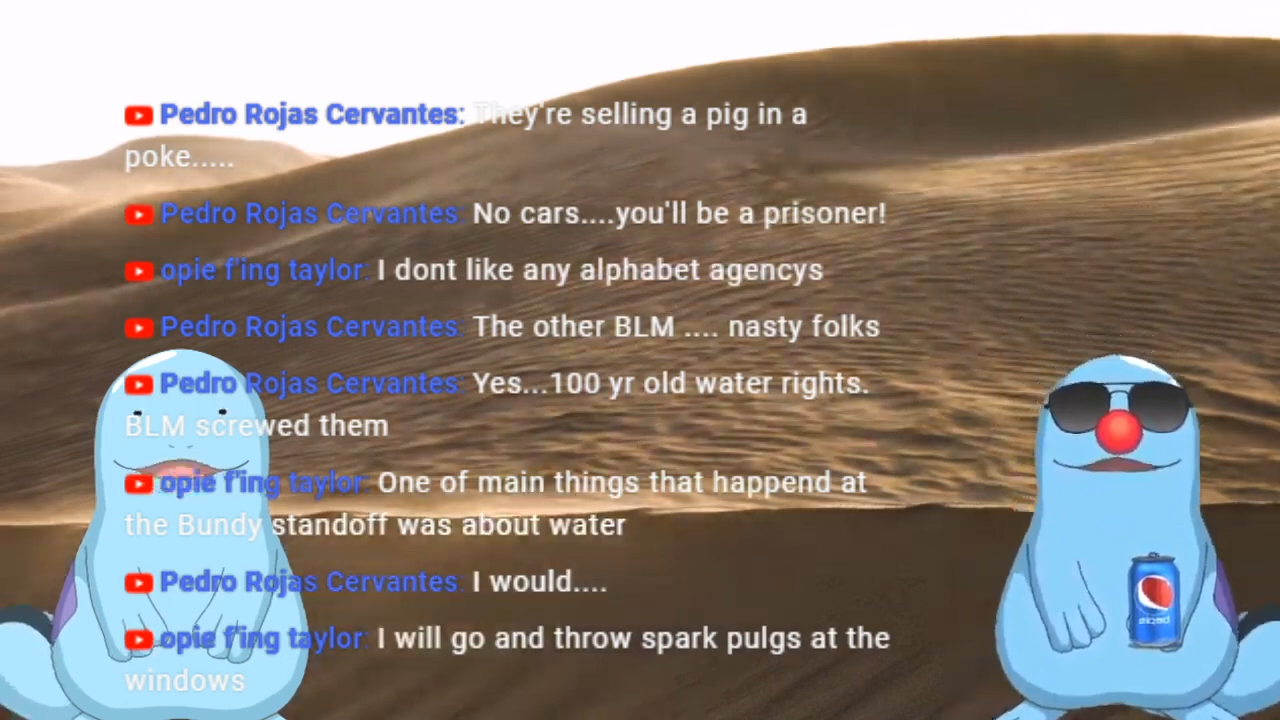 Pedro Rojas Cervantes: They're selling a pig in a
poke.....
Pedro Rojas Cervantes: No cars....you'll be a prisoner!
opie f'ing taylor: I dont like any alphabet agencys
Pedro Rojas Cervantes: The other BLM .... nasty folks
Pedro Rojas Cervantes: Yes...100 yr old water rights.
BLM screwed them
opie f'ing taylor: One of main things that happend at
the Bundy standoff was about water
Pedro Rojas Cervantes: I would....
opie f'ing taylor: I will go and throw spark pulgs at the
windows